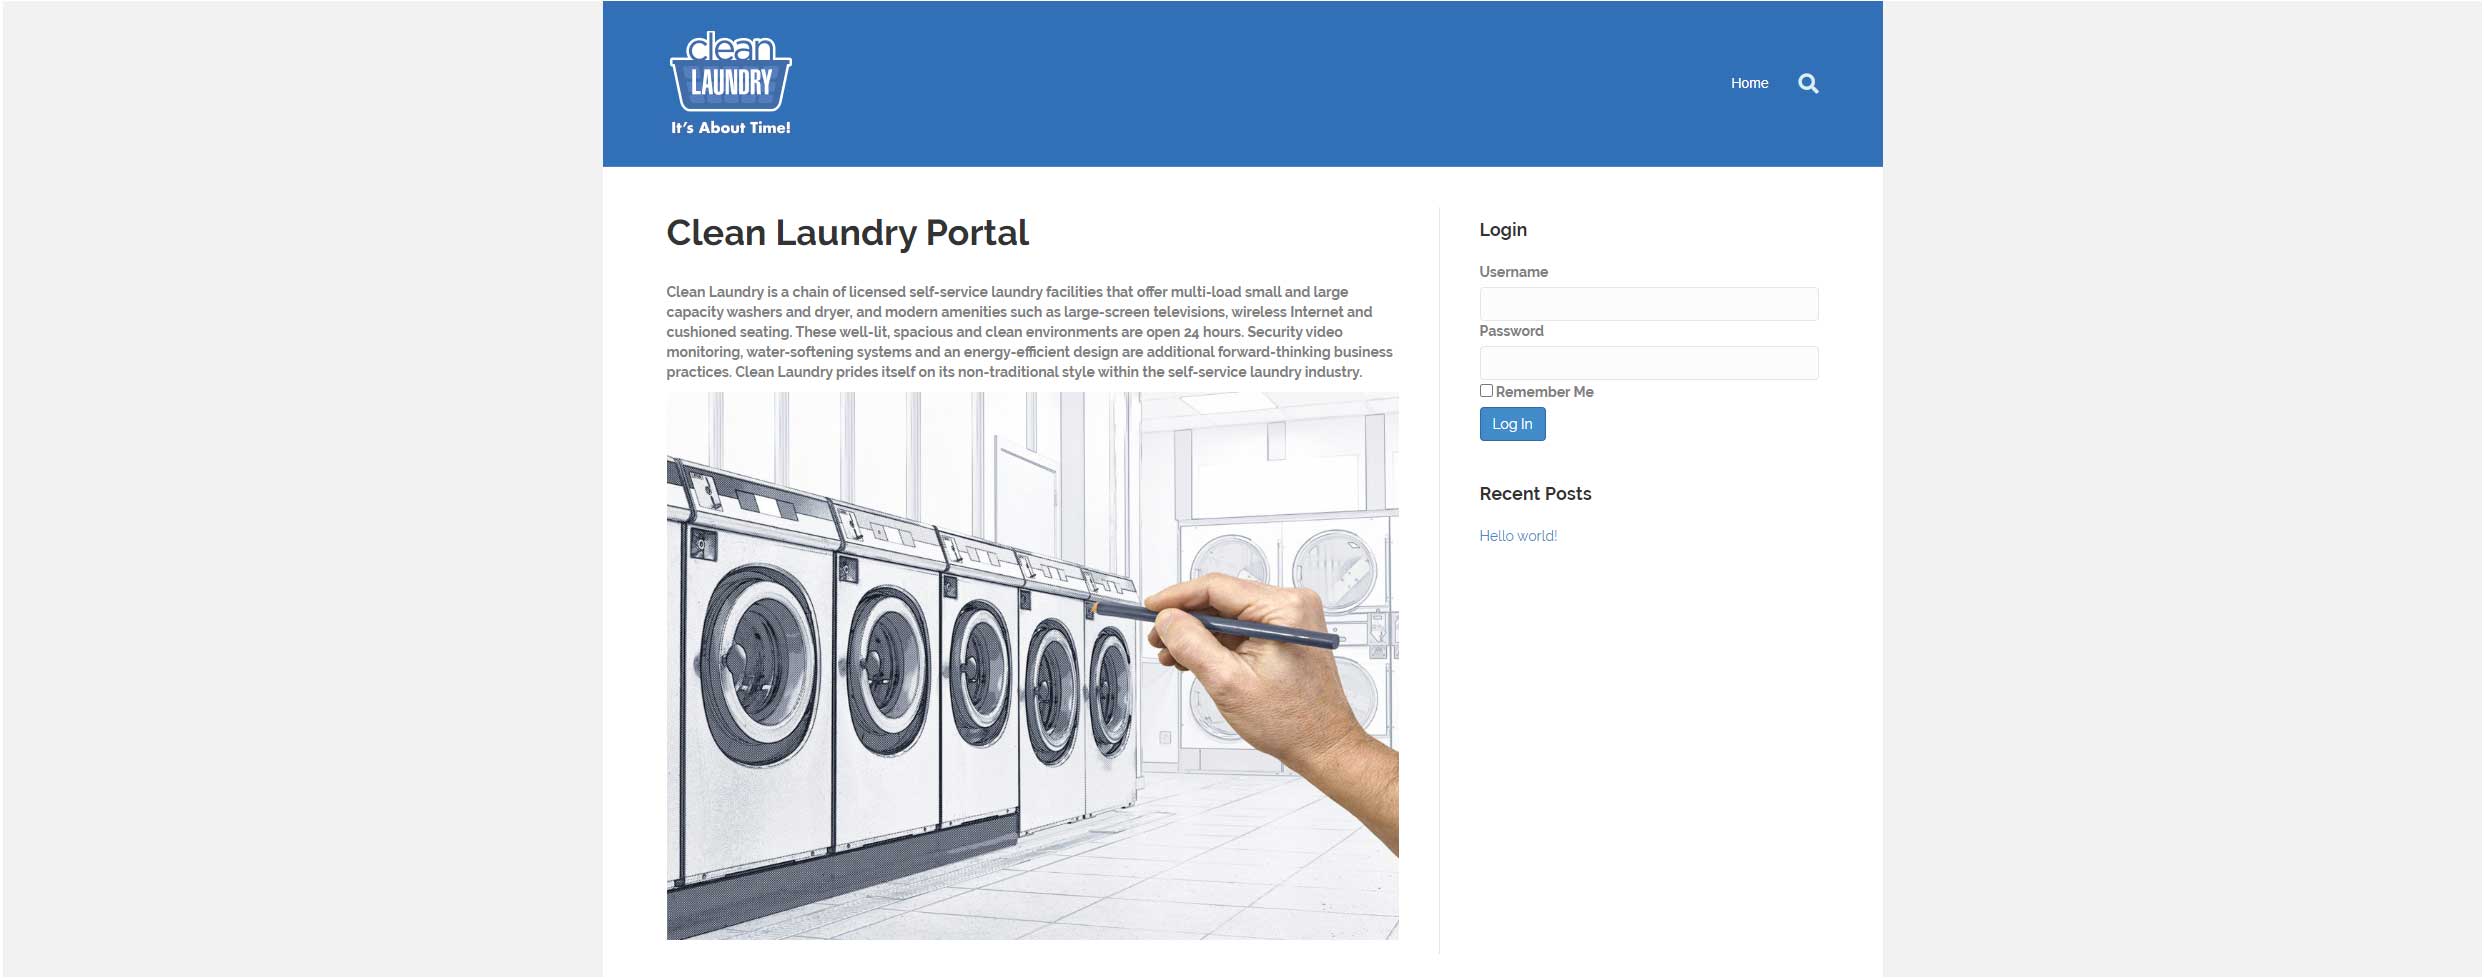 clean
LAUNDRY
It's About Time!
Home
Clean Laundry Portal
Clean Laundry is a chain of licensed self-service laundry facilities that offer multi-load small and large
capacity washers and dryer, and modern amenities such as large-screen televisions, wireless Internet and
cushioned seating. These well-lit, spacious and clean environments are open 24 hours. Security video
monitoring, water-softening systems and an energy-efficient design are additional forward-thinking business
practices. Clean Laundry prides itself on its non-traditional style within the self-service laundry industry.
Login
Username
Password
Remember Me
Log In
Recent Posts
Hello world!